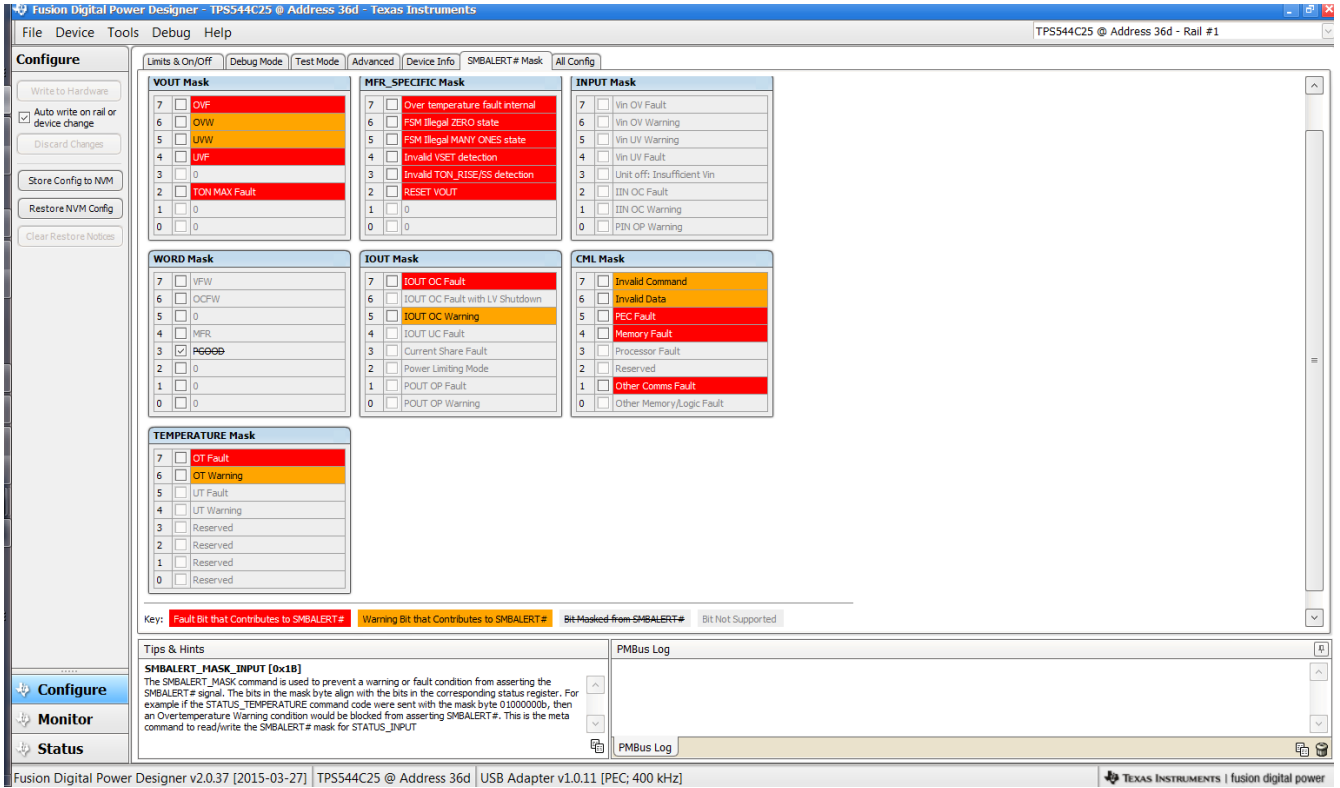 Fusion Digital Power Designer - TPS544C25 @ Address 36d - Texas Instruments
File Device Tools Debug Help
TPS544C25 @ Address 36d - Rail #1
Configure
Write to Hardware
Auto write on rail or
device change
Discard Changes
Store Config to NVM
Restore NVM Config
Clear Restore Notices
Limits & On/Off Debug Mode Test Mode Advanced Device Info SMBALERT# Mask All Config
VOUT Mask
7 OVF
6 OVW
5 UVW
4 UVF
3 0
2 TON MAX Fault
1 0
0 0
MFR_SPECIFIC Mask
7 Over temperature fault internal
6 FSM Illegal ZERO state
5 FSM Illegal MANY ONES state
4 Invalid VSET detection
3 Invalid TON_RISE/SS detection
2 RESET VOUT
1 0
0 0
INPUT Mask
7 Vin OV Fault
6 Vin OV Warning
5 Vin UV Warning
4 Vin UV Fault
3 Unit off: Insufficient Vin
2 IIN OC Fault
1 IIN OC Warning
0 PIN OP Warning
WORD Mask
7 VFW
6 OCFW
5 0
4 MFR
3 PGOOD
2 0
1 0
0 0
IOUT Mask
7 IOUT OC Fault
6 IOUT OC Fault with LV Shutdown
5 IOUT OC Warning
4 IOUT UC Fault
3 Current Share Fault
2 Power Limiting Mode
1 POUT OP Fault
0 POUT OP Warning
CML Mask
7 Invalid Command
6 Invalid Data
5 PEC Fault
4 Memory Fault
3 Processor Fault
2 Reserved
1 Other Comms Fault
0 Other Memory/Logic Fault
TEMPERATURE Mask
7 OT Fault
6 OT Warning
5 UT Fault
4 UT Warning
3 Reserved
2 Reserved
1 Reserved
0 Reserved
Key: Fault Bit that Contributes to SMBALERT# Warning Bit that Contributes to SMBALERT# Bit Masked from SMBALERT# Bit Not Supported
Tips & Hints
SMBALERT_MASK_INPUT [0x1B]
The SMBALERT_MASK command is used to prevent a warning or fault condition from asserting the
SMBALERT# signal. The bits in the mask byte align with the bits in the corresponding status register. For
example if the STATUS_TEMPERATURE command code were sent with the mask byte 01000000b, then
an Overtemperature Warning condition would be blocked from asserting SMBALERT#. This is the meta
command to read/write the SMBALERT# mask for STATUS_INPUT
PMBus Log
PMBus Log
Configure
Monitor
Status
Fusion Digital Power Designer v2.0.37 [2015-03-27] TPS544C25 @ Address 36d USB Adapter v1.0.11 [PEC; 400 kHz]
TEXAS INSTRUMENTS | fusion digital power